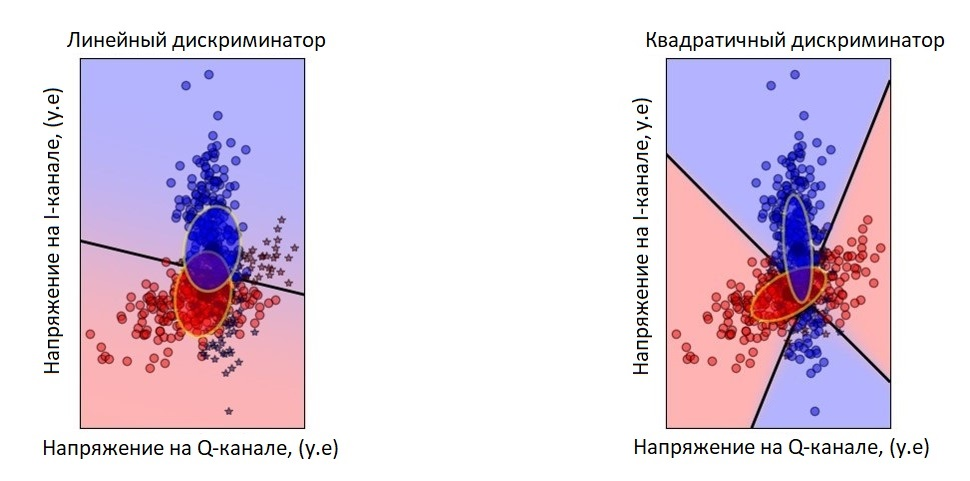 Линейный дискриминатор
Напряжение на I-канале, (у.е)
Напряжение на Q-канале, (у.е)
Квадратичный дискриминатор
Напряжение на I-канале, у.е)
Напряжение на Q-канале, (у.е)